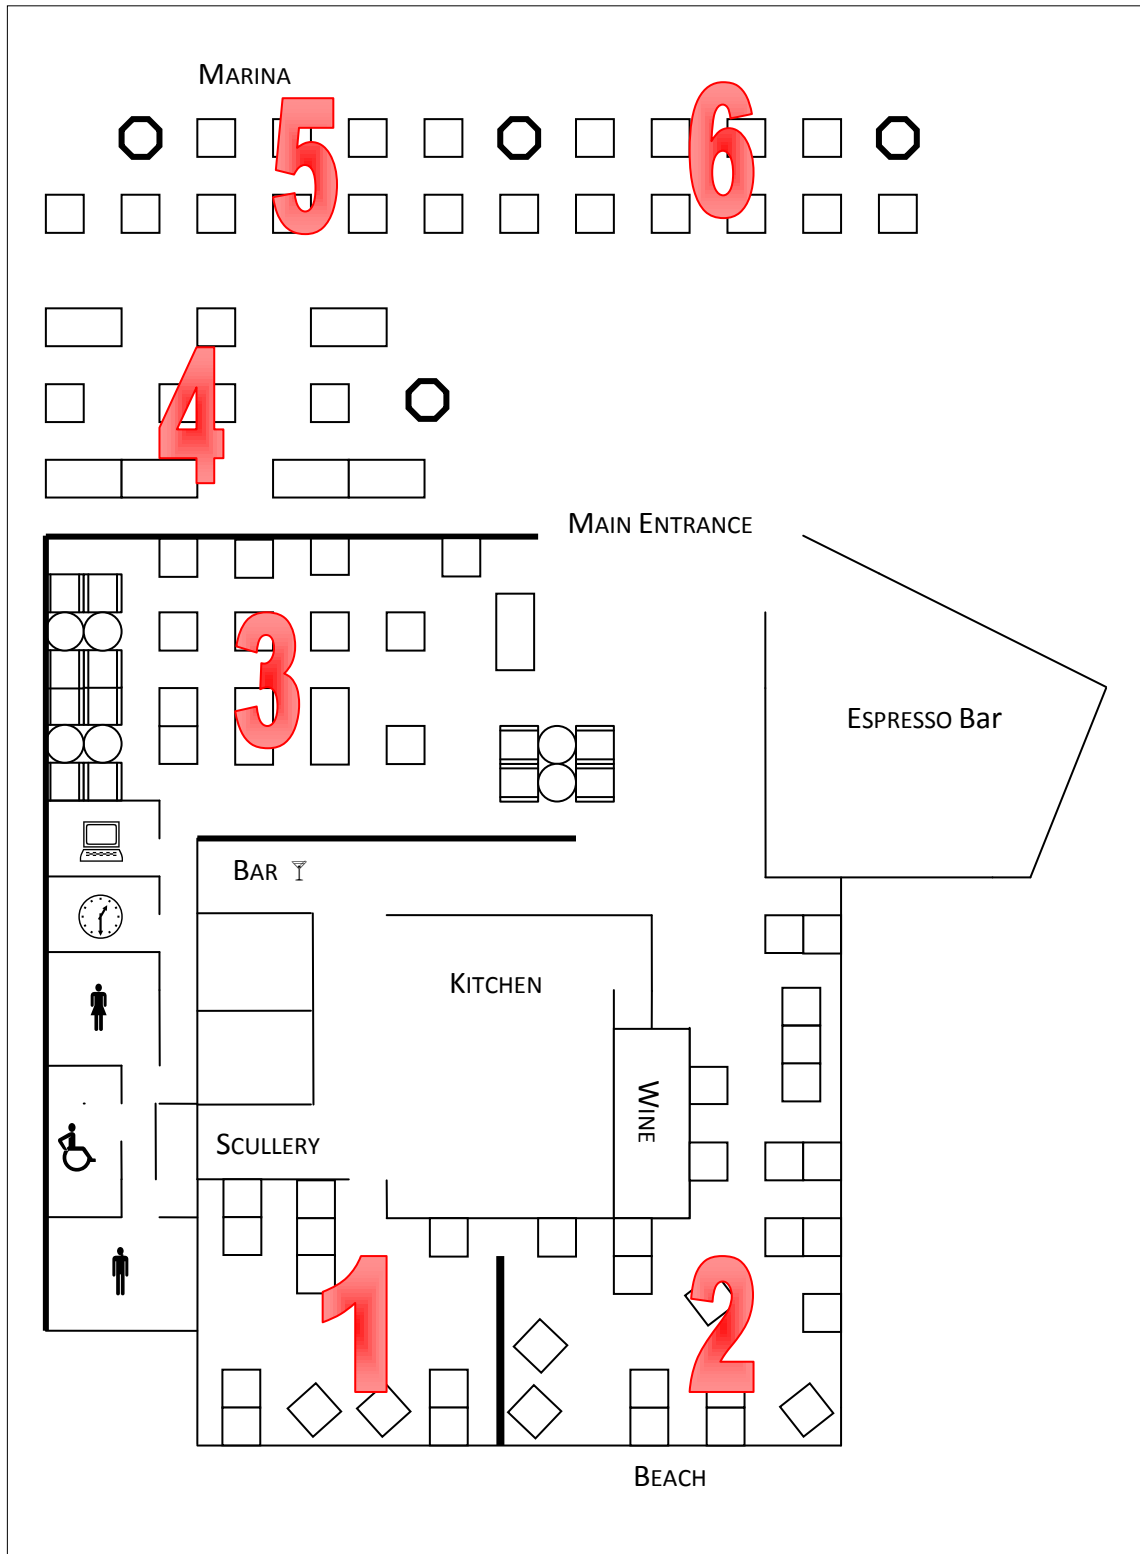 MARINA
5
6
4
MAIN ENTRANCE
3
ESPRESSO Bar
BAR
KITCHEN
WINE
SCULLERY
1
2
BEACH